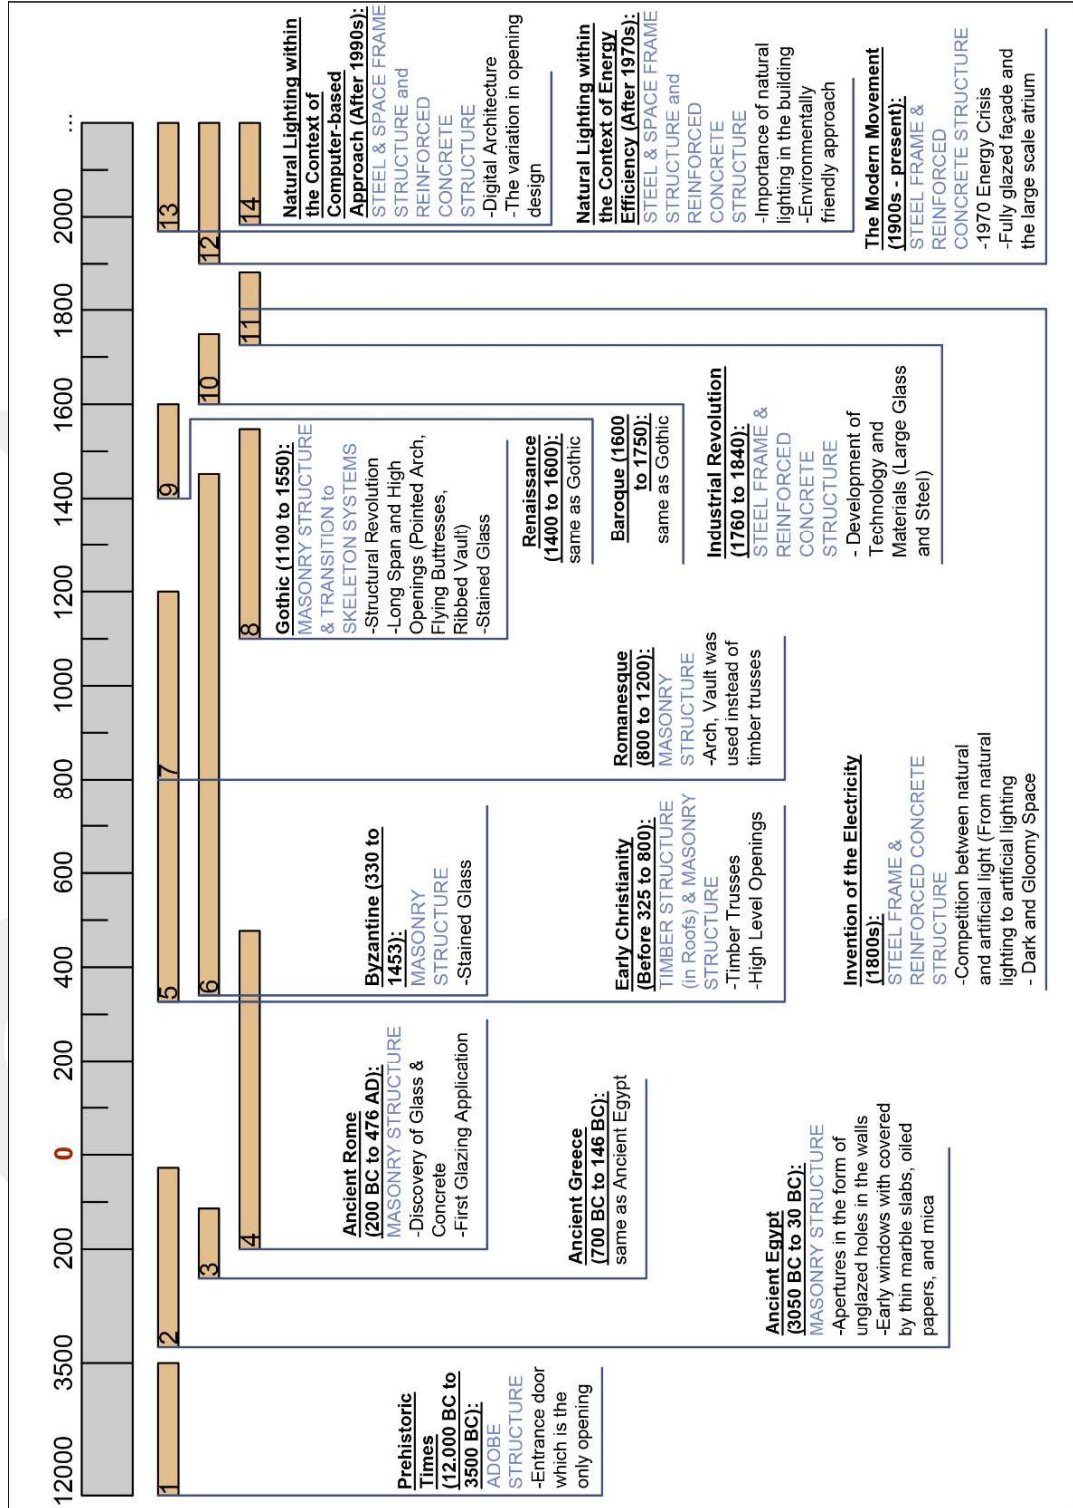 12000
3500
200
0
200
400
600
800
1000
1200
1400
1600
1800
2000
...
1
2
3
4
5
6
7
8
9
10
11
12
13
14
Prehistoric
Times
(12.000 BC to
3500 BC):
ADOBE
STRUCTURE
-Entrance door
which is the
only opening
Ancient Egypt
(3050 BC to 30 BC):
MASONRY STRUCTURE
-Apertures in the form of
unglazed holes in the walls
-Early windows with covered
by thin marble slabs, oiled
papers, and mica
Ancient Greece
(700 BC to 146 BC):
same as Ancient Egypt
Ancient Rome
(200 BC to 476 AD):
MASONRY STRUCTURE
-Discovery of Glass &
Concrete
-First Glazing Application
Early Christianity
(Before 325 to 800):
TIMBER STRUCTURE
(in Roofs) & MASONRY
STRUCTURE
-Timber Trusses
-High Level Openings
Byzantine (330 to
1453):
MASONRY
STRUCTURE
-Stained Glass
Romanesque
(800 to 1200):
MASONRY
STRUCTURE
-Arch, Vault was
used instead of
timber trusses
Gothic (1100 to 1550):
MASONRY STRUCTURE
& TRANSITION to
SKELETON SYSTEMS
-Structural Revolution
-Long Span and High
Openings (Pointed Arch,
Flying Buttresses,
Ribbed Vault)
-Stained Glass
Renaissance
(1400 to 1600):
same as Gothic
Baroque (1600
to 1750):
same as Gothic
Industrial Revolution
(1760 to 1840):
STEEL FRAME &
REINFORCED
CONCRETE
STRUCTURE
- Development of
Technology and
Materials (Large Glass
and Steel)
Invention of the Electricity
(1800s):
STEEL FRAME &
REINFORCED CONCRETE
STRUCTURE
-Competition between natural
and artificial light (From natural
lighting to artificial lighting
- Dark and Gloomy Space
The Modern Movement
(1900s - present):
STEEL FRAME &
REINFORCED
CONCRETE STRUCTURE
-1970 Energy Crisis
-Fully glazed façade and
the large scale atrium
Natural Lighting within
the Context of Energy
Efficiency (After 1970s):
STEEL & SPACE FRAME
STRUCTURE and
REINFORCED
CONCRETE
STRUCTURE
-Importance of natural
lighting in the building
-Environmentally
friendly approach
Natural Lighting within
the Context of
Computer-based
Approach (After 1990s):
STEEL & SPACE FRAME
STRUCTURE and
REINFORCED
CONCRETE
STRUCTURE
-Digital Architecture
-The variation in opening
design